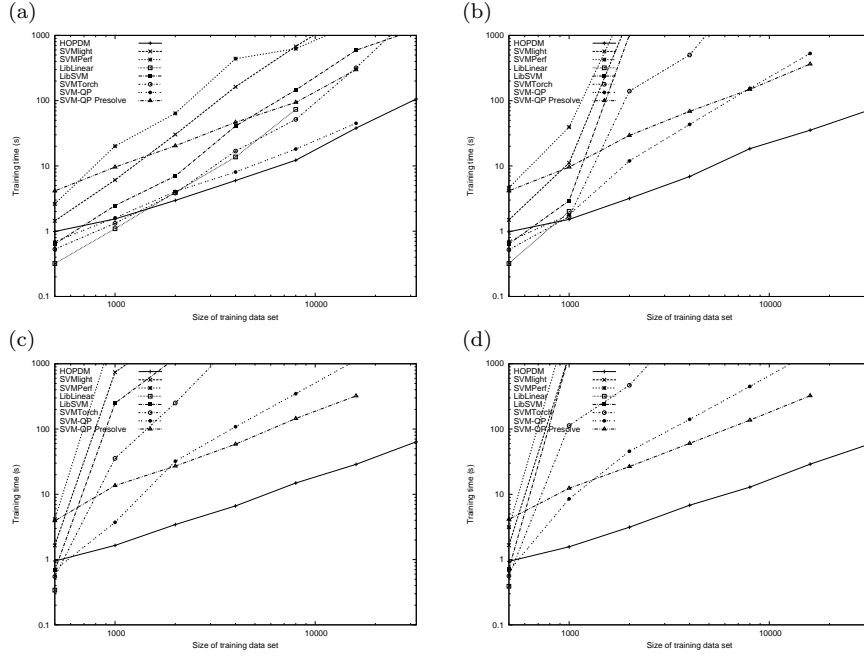 (a)
1000
100
10
1
0.1
1000
10000
Training time (s)
Size of training data set
HOPDM
SVMlight
SVMPerf
LibLinear
LibSVM
SVMTorch
SVM-QP
SVM-QP Presolve
(b)
1000
100
10
1
0.1
1000
10000
Training time (s)
Size of training data set
HOPDM
SVMlight
SVMPerf
LibLinear
LibSVM
SVMTorch
SVM-QP
SVM-QP Presolve
(c)
1000
100
10
1
0.1
1000
10000
Training time (s)
Size of training data set
HOPDM
SVMlight
SVMPerf
LibLinear
LibSVM
SVMTorch
SVM-QP
SVM-QP Presolve
(d)
1000
100
10
1
0.1
1000
10000
Training time (s)
Size of training data set
HOPDM
SVMlight
SVMPerf
LibLinear
LibSVM
SVMTorch
SVM-QP
SVM-QP Presolve